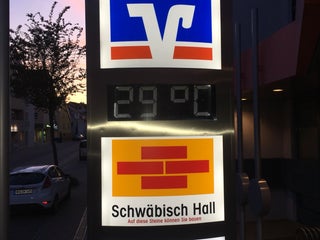 29°C
Schwäbisch Hall
Auf diese Steine können Sie bauen